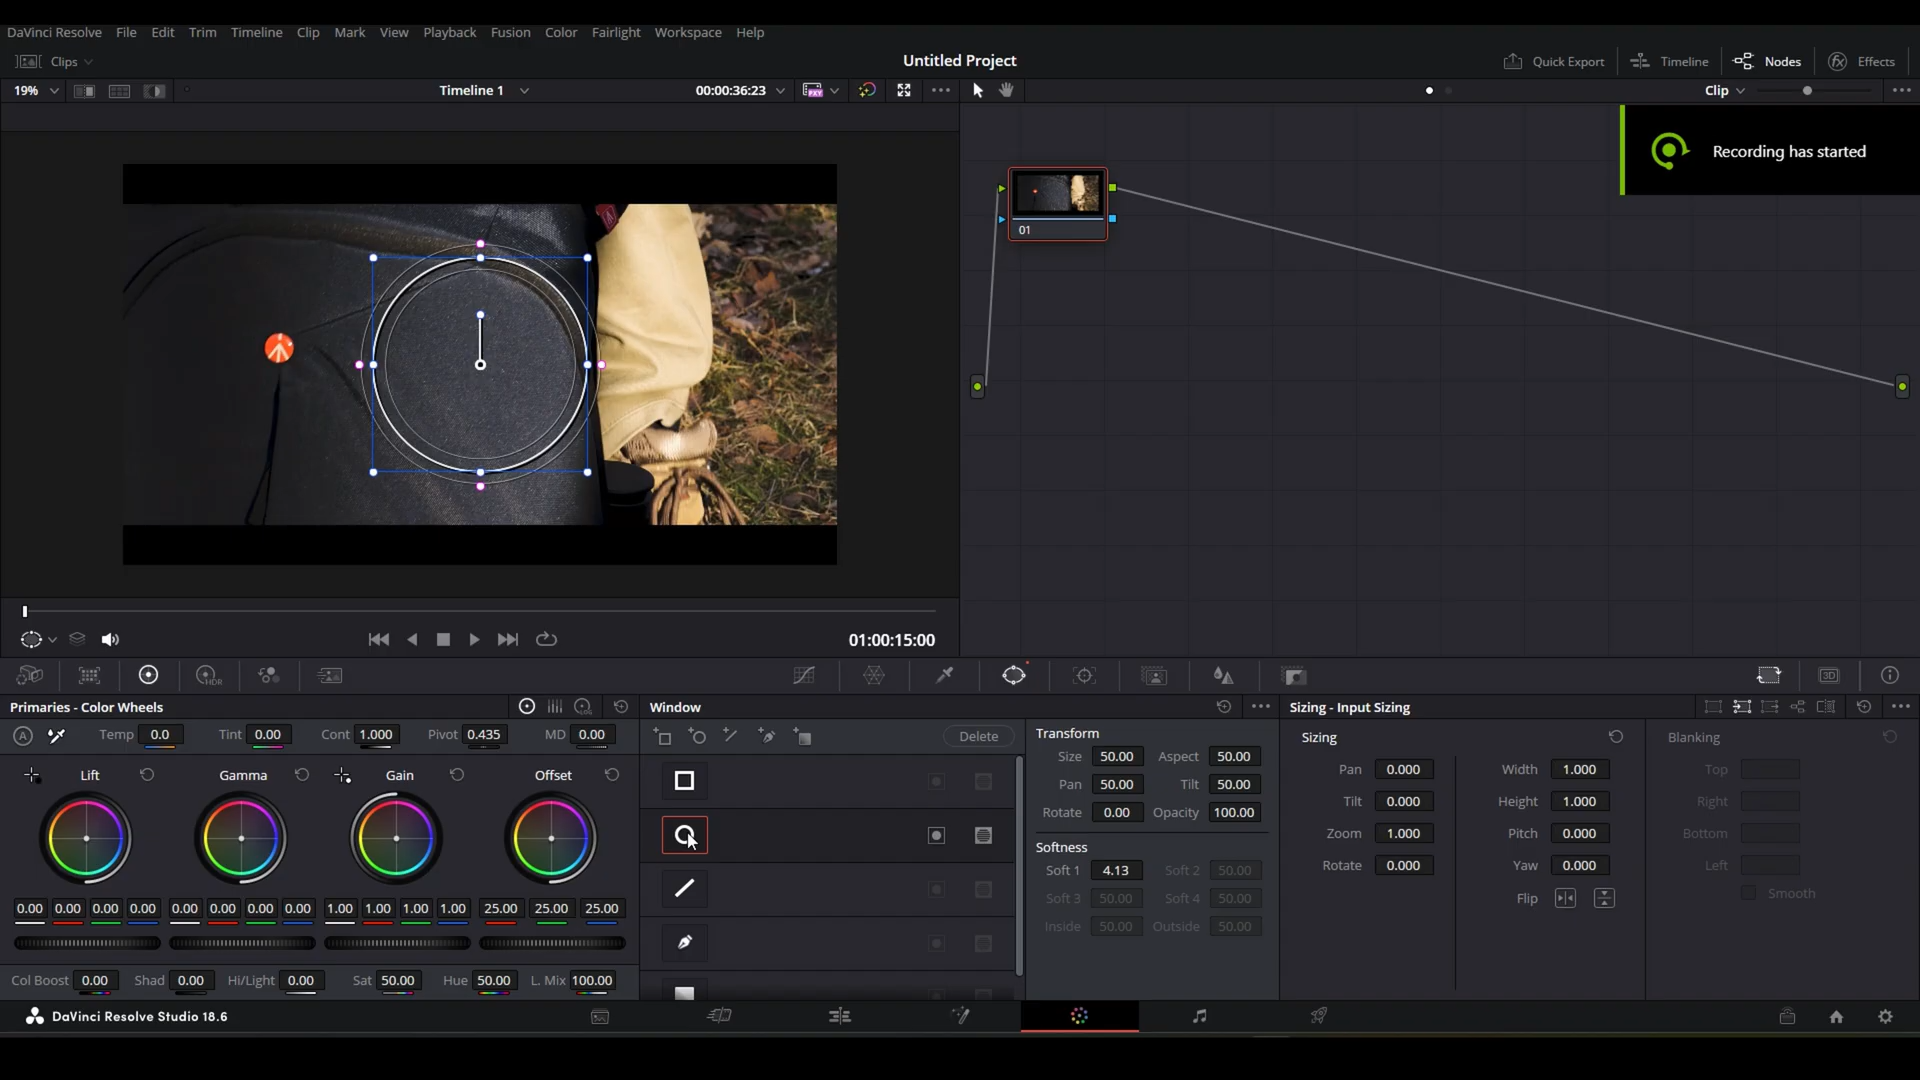 DaVinci Resolve File Edit Trim Timeline Clip Mark View Playback Fusion Color Fairlight Workspace Help
Clips Untitled Project Quick Export Timeline Nodes Effects
19% Timeline 1 00:00:36:23 Clip
Recording has started
01
01:00:15:00
HDR 3D
Primaries - Color Wheels Window Sizing - Input Sizing
A Temp 0.0 Tint 0.00 Cont 1.000 Pivot 0.435 MD 0.00 Delete Transform Sizing Blanking
Size 50.00 Aspect 50.00
Pan 0.000 Width 1.000 Top
Lift Gamma Gain Offset
Pan 50.00 Tilt 50.00
Tilt 0.000 Height 1.000 Right
Rotate 0.00 Opacity 100.00
Zoom 1.000 Pitch 0.000 Bottom
Softness
Rotate 0.000 Yaw 0.000 Left
Soft 1 4.13 Soft 2 50.00
Flip Smooth
Soft 3 50.00 Soft 4 50.00
0.00 0.00 0.00 0.00 0.00 0.00 0.00 0.00 1.00 1.00 1.00 1.00 25.00 25.00 25.00
Inside 50.00 Outside 50.00
Col Boost 0.00 Shad 0.00 Hi/Light 0.00 Sat 50.00 Hue 50.00 L. Mix 100.00
DaVinci Resolve Studio 18.6